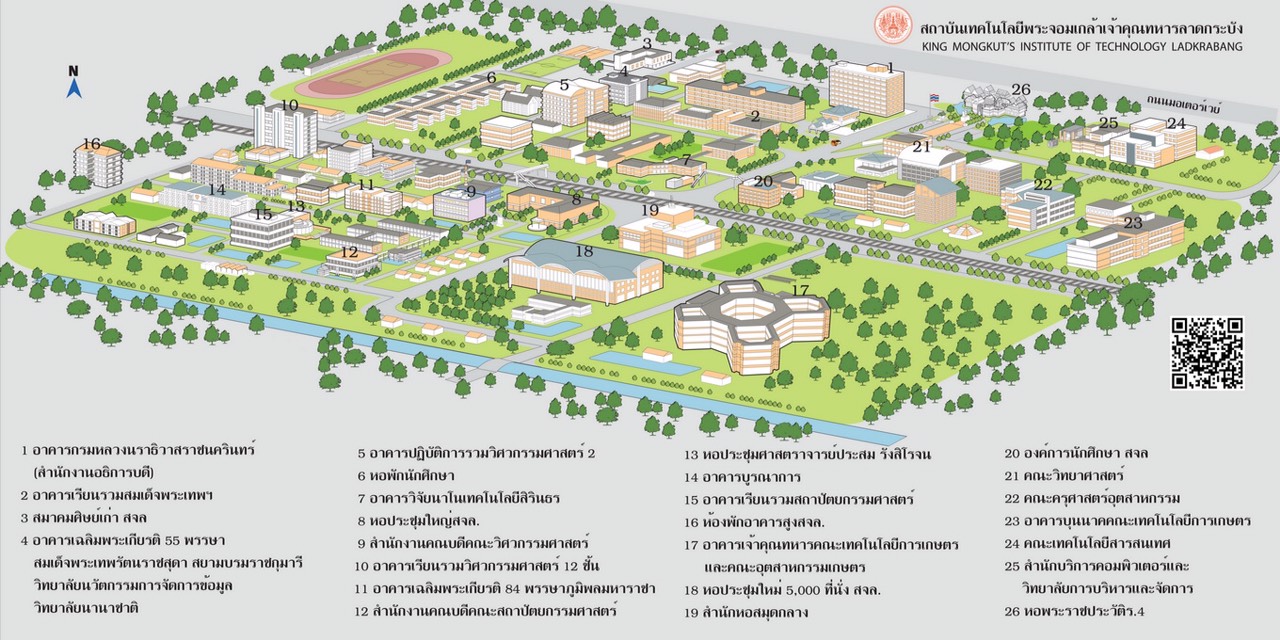 สถาบันเทคโนโลยีพระจอมเกล้าเจ้าคุณทหารลาดกระบัง
KING MONGKUT'S INSTITUTE OF TECHNOLOGY LADKRABANG
N
ถนนมอเตอร์เวย์
1
2
3
4
5
6
7
8
9
10
11
12
13
14
15
16
17
18
19
20
21
22
23
24
25
26
1 อาคารกรมหลวงนราธิวาสราชนครินทร์
(สำนักงานอธิการบดี)
2 อาคารเรียนรวมสมเด็จพระเทพฯ
3 สมาคมศิษย์เก่า สจล
4 อาคารเฉลิมพระเกียรติ 55 พรรษา
สมเด็จพระเทพรัตนราชสุดา สยามบรมราชกุมารี
วิทยาลัยนวัตกรรมการจัดการข้อมูล
วิทยาลัยนานาชาติ
5 อาคารปฏิบัติการรวมวิศวกรรมศาสตร์ 2
6 หอพักนักศึกษา
7 อาคารวิจัยนาโนเทคโนโลยีสิรินธร
8 หอประชุมใหญ่สจล.
9 สำนักงานคณบดีคณะวิศวกรรมศาสตร์
10 อาคารเรียนรวมวิศวกรรมศาสตร์ 12 ชั้น
11 อาคารเฉลิมพระเกียรติ 84 พรรษาภูมิพลมหาราชา
12 สำนักงานคณบดีคณะสถาปัตยกรรมศาสตร์
13 หอประชุมศาสตราจารย์ประสม รังสิโรจน
14 อาคารบูรณาการ
15 อาคารเรียนรวมสถาปัตยกรรมศาสตร์
16 ห้องพักอาคารสูงสจล.
17 อาคารเจ้าคุณทหารคณะเทคโนโลยีการเกษตร
และคณะอุตสาหกรรมเกษตร
18 หอประชุมใหม่ 5,000 ที่นั่ง สจล.
19 สำนักหอสมุดกลาง
20 องค์การนักศึกษา สจล
21 คณะวิทยาศาสตร์
22 คณะครุศาสตร์อุตสาหกรรม
23 อาคารบุนนาคคณะเทคโนโลยีการเกษตร
24 คณะเทคโนโลยีสารสนเทศ
25 สำนักบริการคอมพิวเตอร์และ
วิทยาลัยการบริหารและจัดการ
26 หอพระราชประวัติร.4